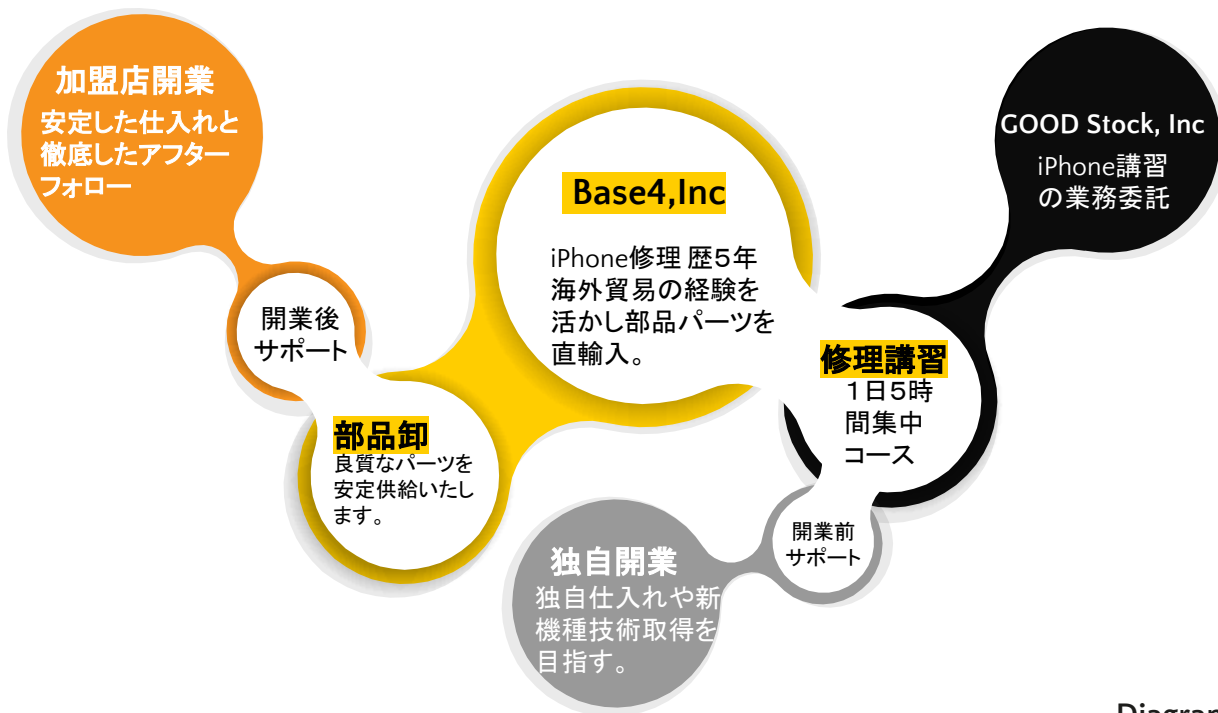 加盟店開業
安定した仕入れと
徹底したアフター
フォロー
開業後
サポート
部品卸
良質なパーツを
安定供給いたし
ます。
Base4,Inc
iPhone修理 歴５年
海外貿易の経験を
活かし部品パーツを
直輸入。
GOOD Stock, Inc
iPhone講習
の業務委託
修理講習
１日５時
間集中
コース
開業前
サポート
独自開業
独自仕入れや新
機種技術取得を
目指す。